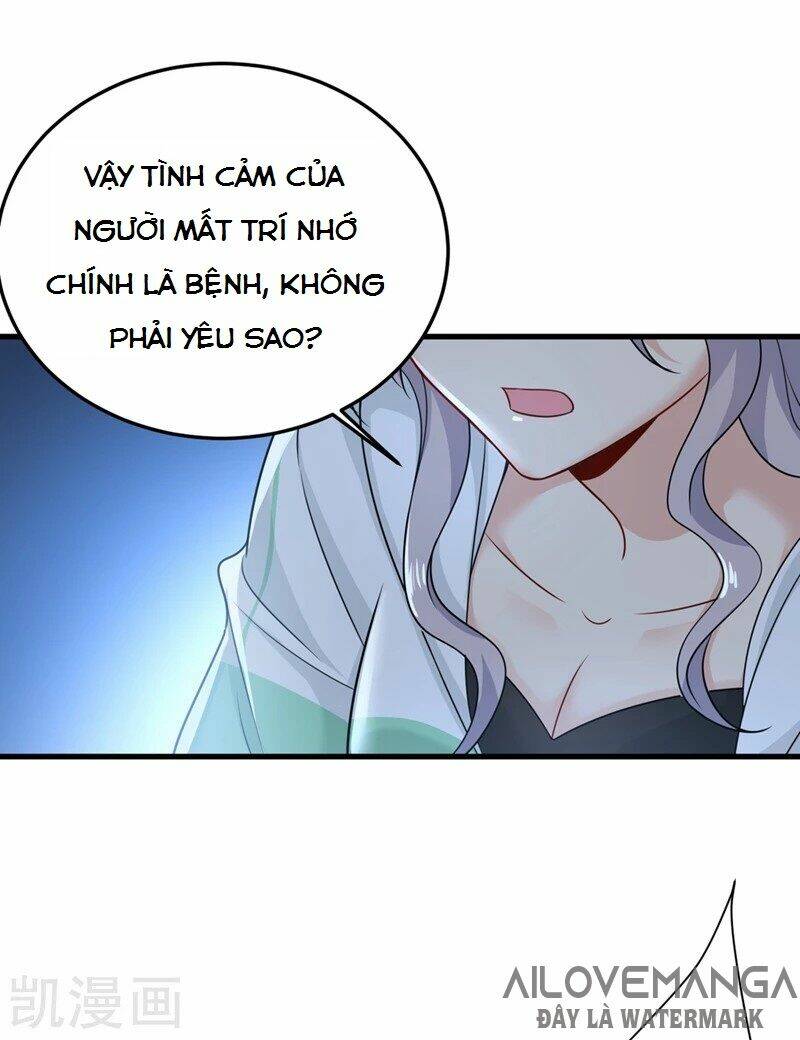 VẬY TÌNH CẢM CỦA
NGƯỜI MẤT TRÍ NHỚ
CHÍNH LÀ BỆNH, KHÔNG
PHẢI YÊU SAO?
凯漫画
AILOVEMANGA
ĐÂY LÀ WATERMARK